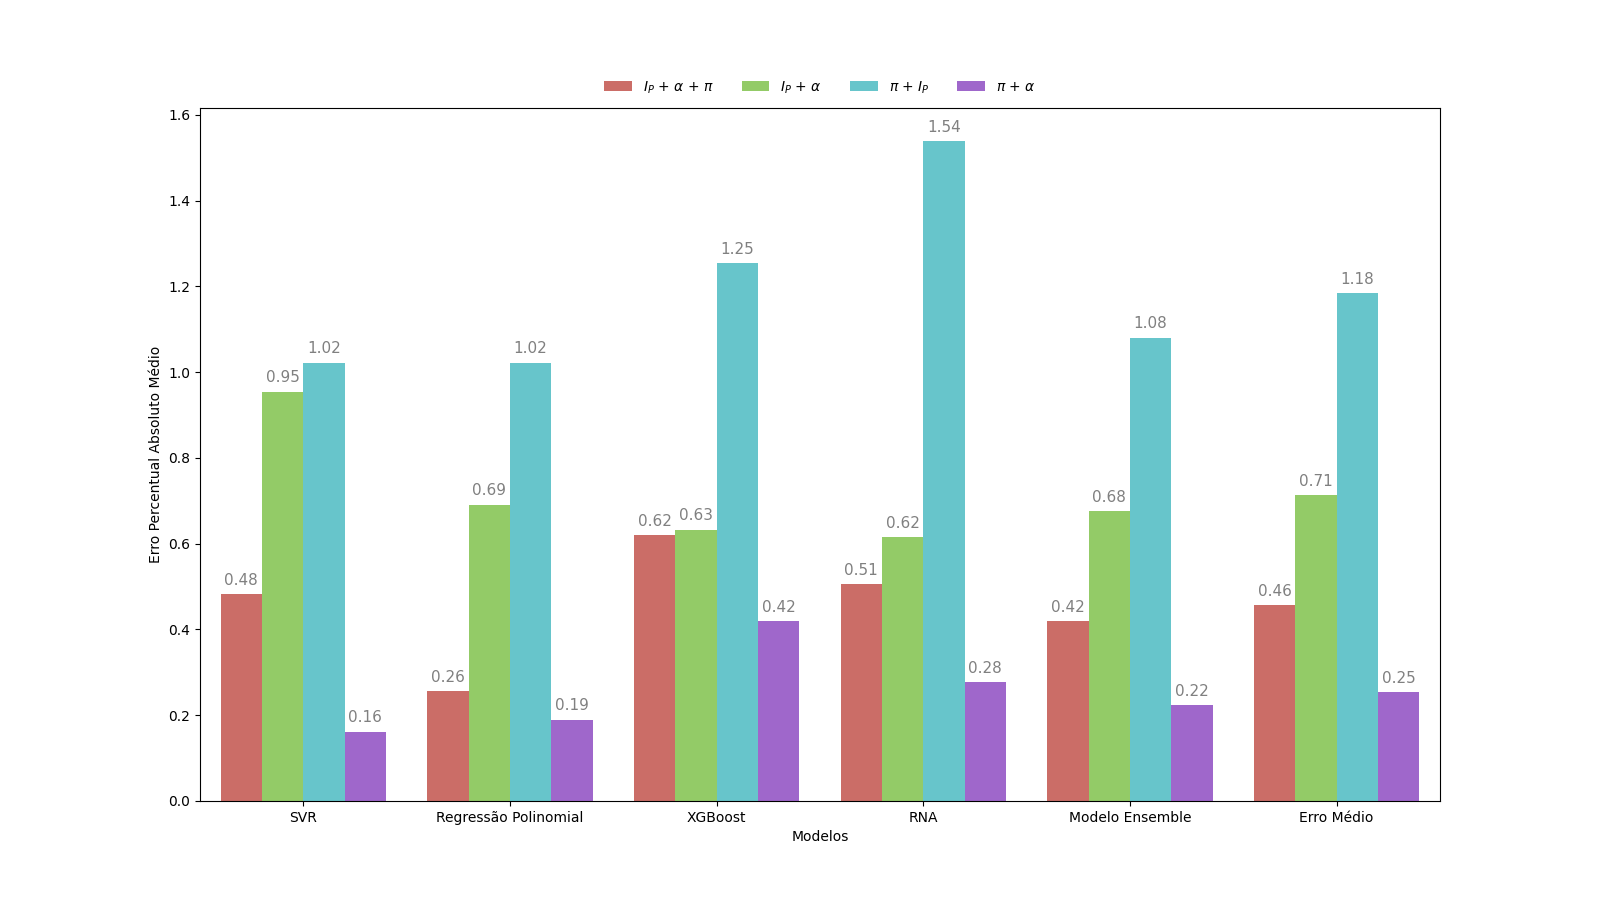 I_P + α + π  I_P + α  π + I_P  π + α
Erro Percentual Absoluto Médio
1.6
1.4
1.2
1.0
0.8
0.6
0.4
0.2
0.0
0.48 0.95 1.02 0.16
0.26 0.69 1.02 0.19
0.62 0.63 1.25 0.42
0.51 0.62 1.54 0.28
0.42 0.68 1.08 0.22
0.46 0.71 1.18 0.25
SVR Regressão Polinomial XGBoost RNA Modelo Ensemble Erro Médio
Modelos